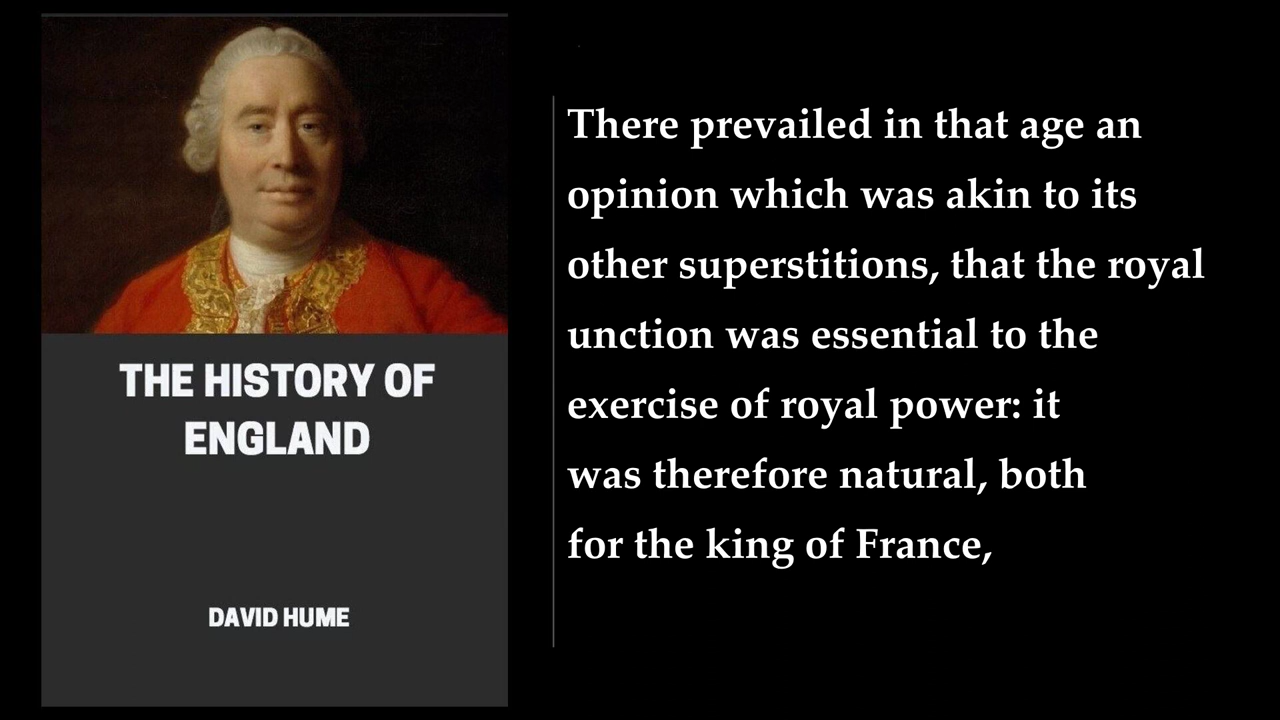 THE HISTORY OF
ENGLAND
DAVID HUME
There prevailed in that age an
opinion which was akin to its
other superstitions, that the royal
unction was essential to the
exercise of royal power: it
was therefore natural, both
for the king of France,